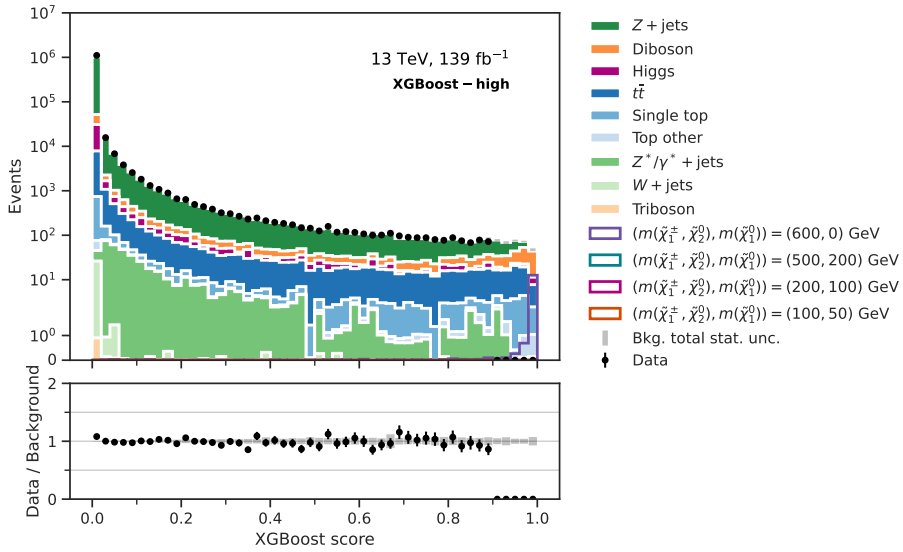 10⁷
10⁶
10⁵
10⁴
10³
10²
10¹
10⁰
0
Events
13 TeV, 139 fb⁻¹
XGBoost − high
Z + jets
Diboson
Higgs
tt̄
Single top
Top other
Z*/γ* + jets
W + jets
Triboson
(m(χ̃₁±, χ̃₂⁰), m(χ̃₁⁰)) = (600, 0) GeV
(m(χ̃₁±, χ̃₂⁰), m(χ̃₁⁰)) = (500, 200) GeV
(m(χ̃₁±, χ̃₂⁰), m(χ̃₁⁰)) = (200, 100) GeV
(m(χ̃₁±, χ̃₂⁰), m(χ̃₁⁰)) = (100, 50) GeV
Bkg. total stat. unc.
Data
2
1
0
Data / Background
0.0 0.2 0.4 0.6 0.8 1.0
XGBoost score